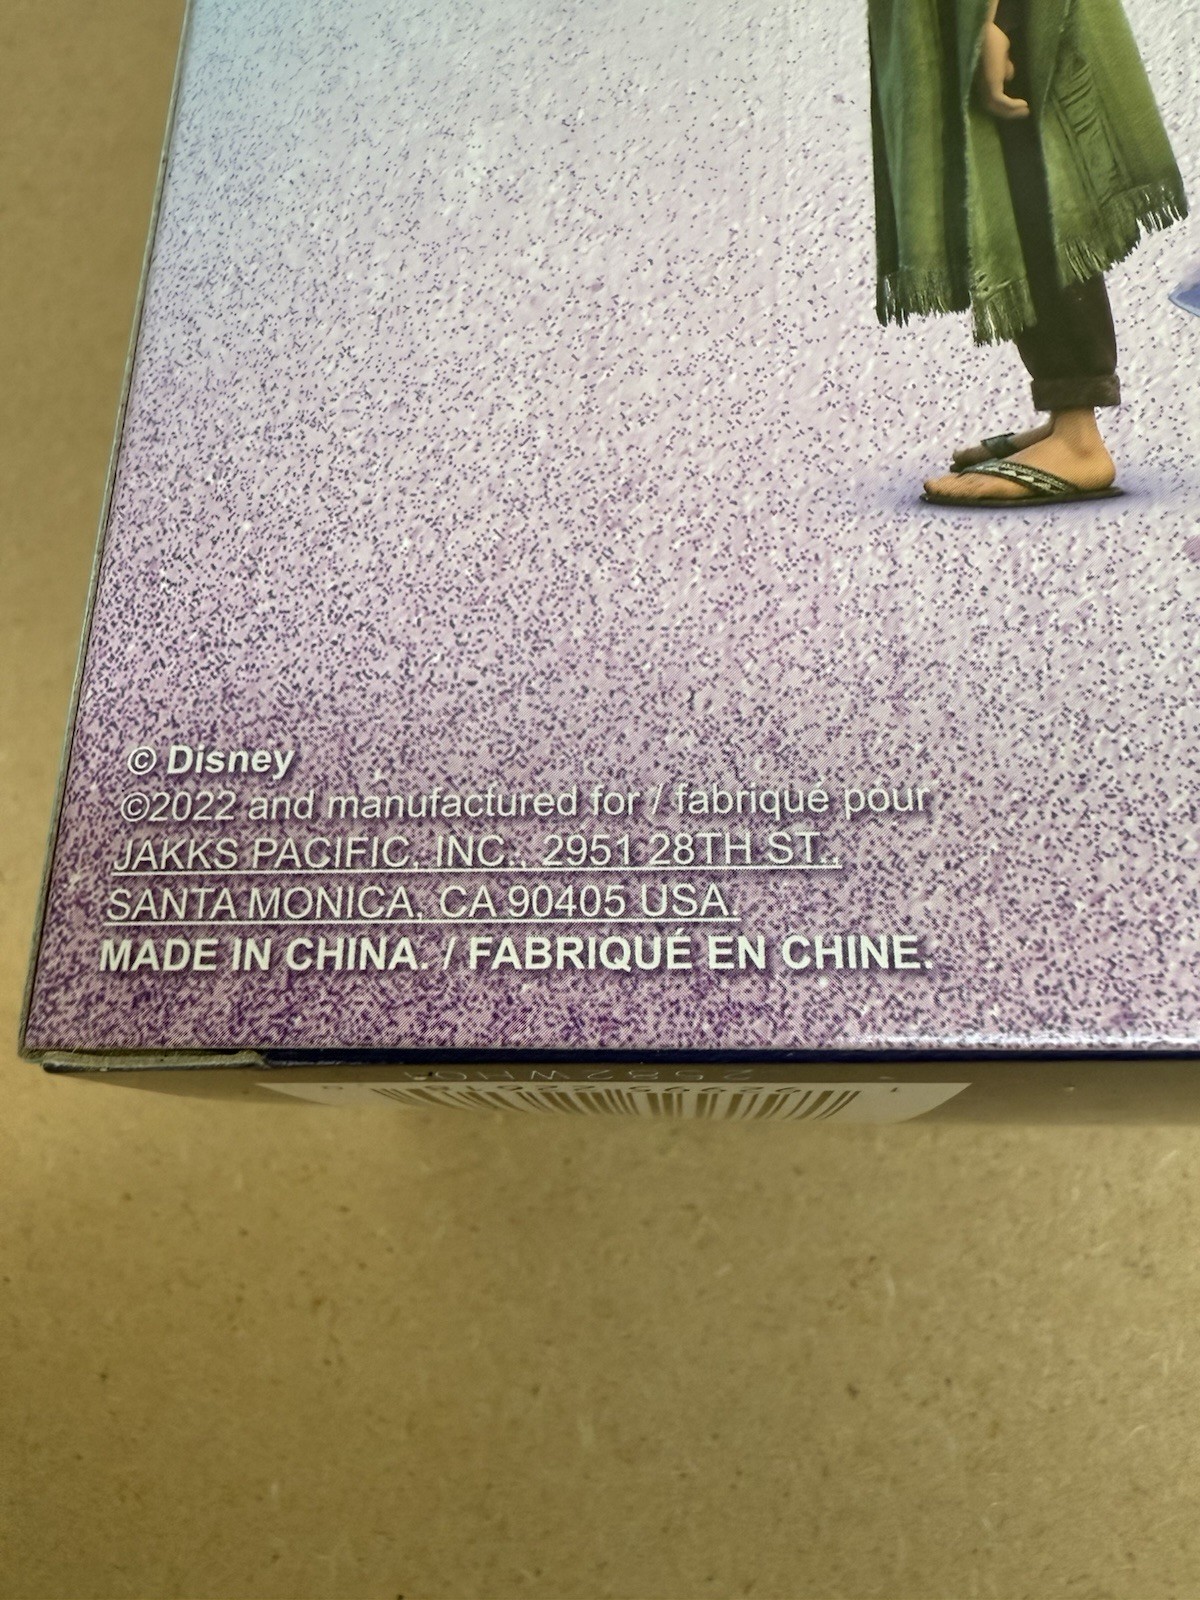 © Disney
©2022 and manufactured for / fabriqué pour
JAKKS PACIFIC, INC., 2951 28TH ST.,
SANTA MONICA, CA 90405 USA.
MADE IN CHINA. / FABRIQUÉ EN CHINE.